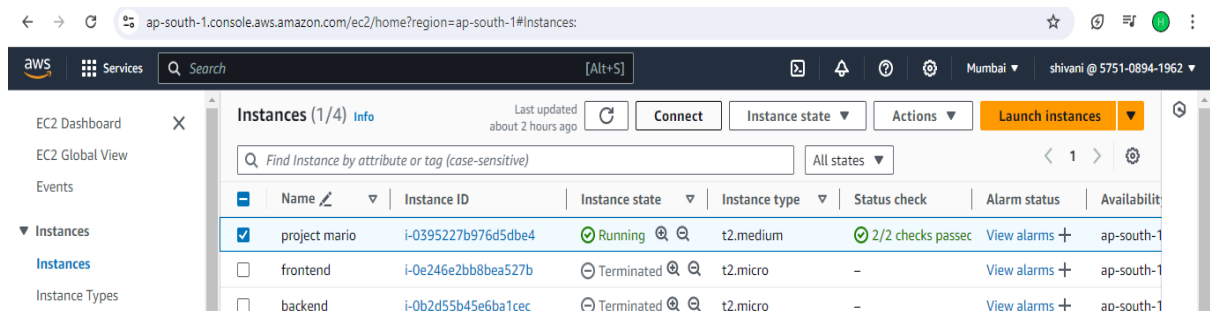 ap-south-1.console.aws.amazon.com/ec2/home?region=ap-south-1#Instances:
H
aws Services Search [Alt+S] Mumbai ▼ shivani @ 5751-0894-1962 ▼
EC2 Dashboard
EC2 Global View
Events
▼ Instances
Instances
Instance Types
Instances (1/4) Info Last updated about 2 hours ago Connect Instance state ▼ Actions ▼ Launch instances ▼
Find Instance by attribute or tag (case-sensitive) All states ▼ < 1 >
Name Instance ID Instance state Instance type Status check Alarm status Availabilit
project mario i-0395227b976d5dbe4 Running t2.medium 2/2 checks passec View alarms + ap-south-1
frontend i-0e246e2bb8bea527b Terminated t2.micro – View alarms + ap-south-1
backend i-0b2d55b45e6ba1cec Terminated t2.micro – View alarms + ap-south-1